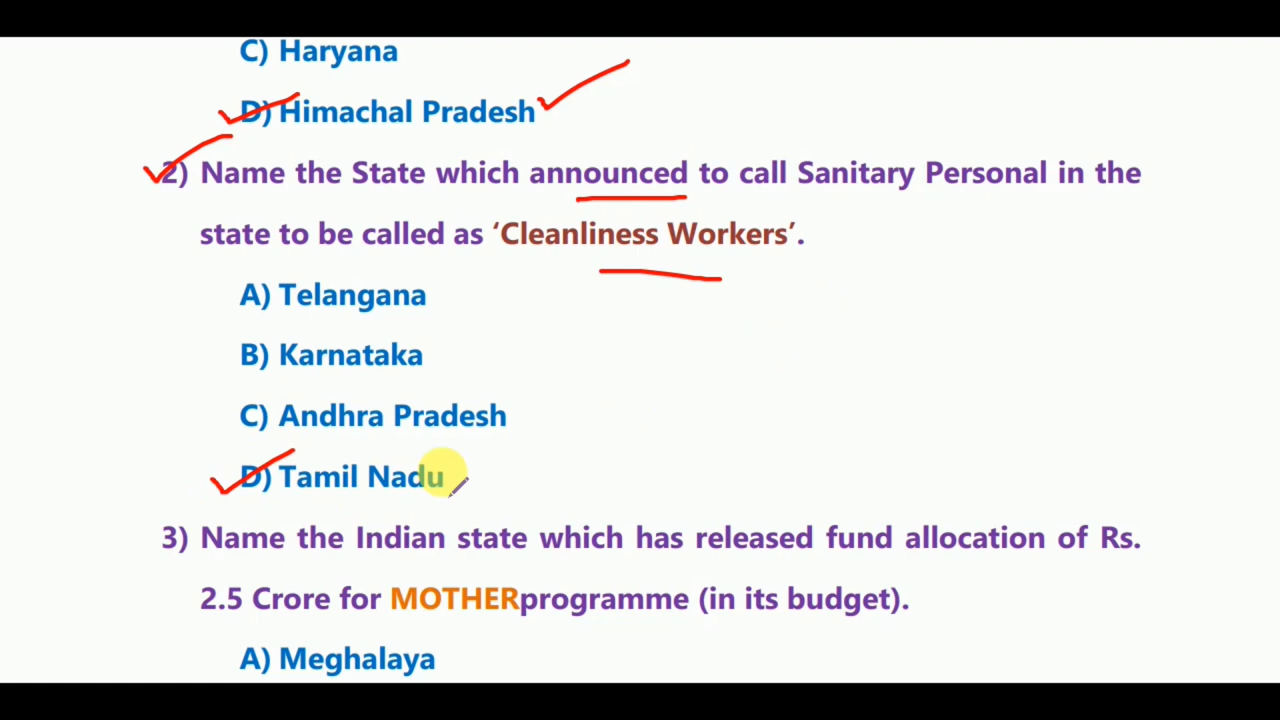 C) Haryana
D) Himachal Pradesh
2) Name the State which announced to call Sanitary Personal in the
state to be called as ‘Cleanliness Workers’.
A) Telangana
B) Karnataka
C) Andhra Pradesh
D) Tamil Nadu
3) Name the Indian state which has released fund allocation of Rs.
2.5 Crore for MOTHERprogramme (in its budget).
A) Meghalaya